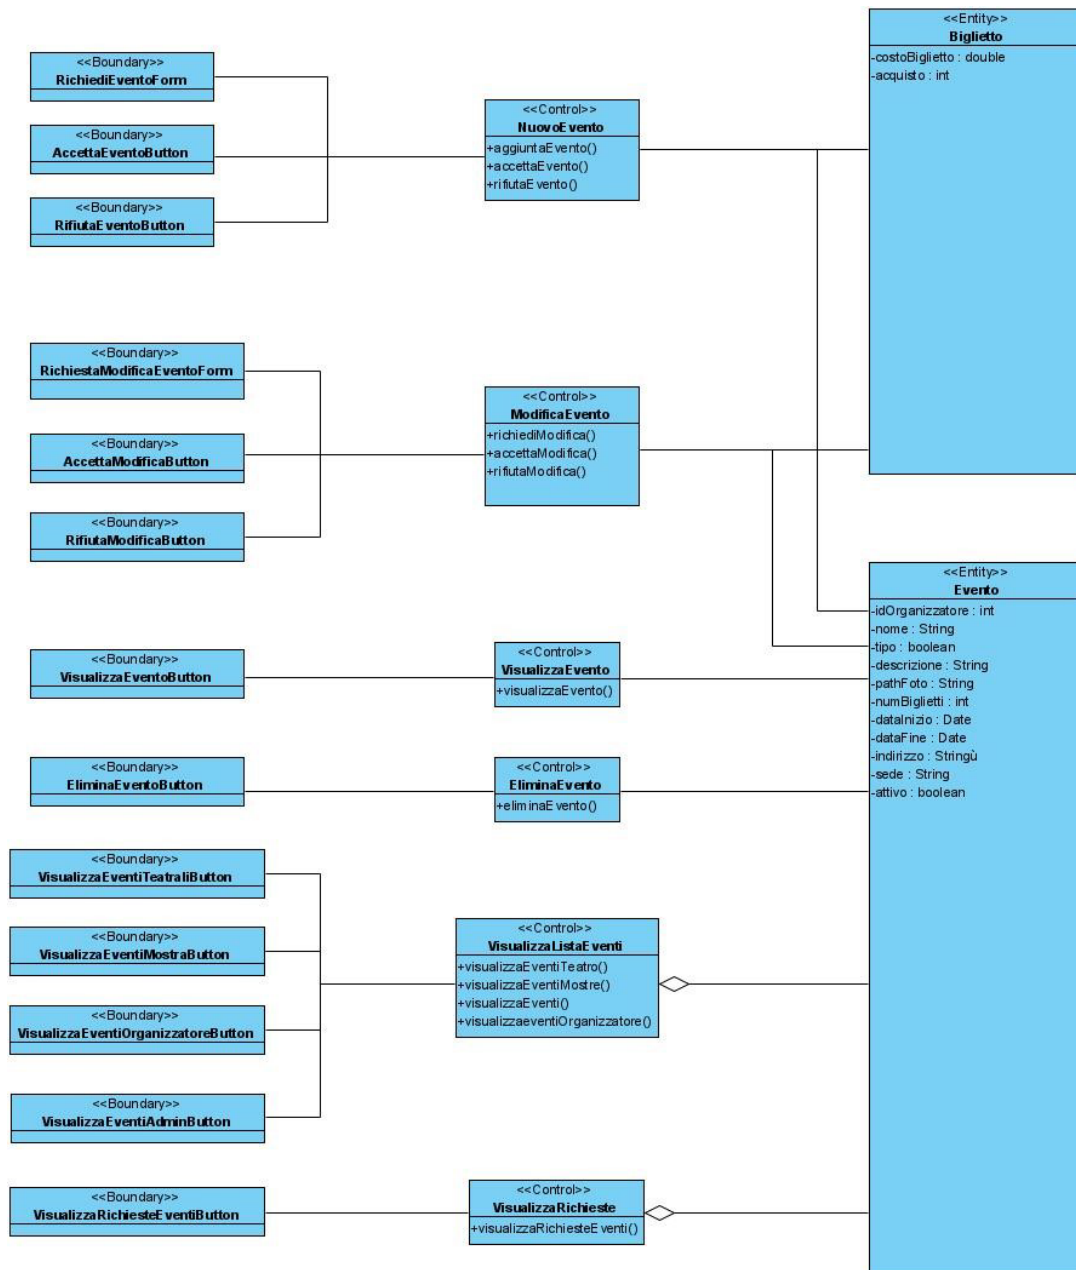 <<Entity>>
Biglietto
-costoBiglietto : double
-acquisto : int
<<Boundary>>
RichiediEventoForm
<<Boundary>>
AccettaEventoButton
<<Boundary>>
RifiutaEventoButton
<<Control>>
NuovoEvento
+aggiuntaEvento()
+accettaEvento()
+rifiutaEvento()
<<Boundary>>
RichiestaModificaEventoForm
<<Boundary>>
AccettaModificaButton
<<Boundary>>
RifiutaModificaButton
<<Control>>
ModificaEvento
+richiediModifica()
+accettaModifica()
+rifiutaModifica()
<<Entity>>
Evento
-idOrganizzatore : int
-nome : String
-tipo : boolean
-descrizione : String
-pathFoto : String
-numBiglietti : int
-dataInizio : Date
-dataFine : Date
-indirizzo : Stringù
-sede : String
-attivo : boolean
<<Boundary>>
VisualizzaEventoButton
<<Control>>
VisualizzaEvento
+visualizzaEvento()
<<Boundary>>
EliminaEventoButton
<<Control>>
EliminaEvento
+eliminaEvento()
<<Boundary>>
VisualizzaEventiTeatraliButton
<<Boundary>>
VisualizzaEventiMostraButton
<<Boundary>>
VisualizzaEventiOrganizzatoreButton
<<Boundary>>
VisualizzaEventiAdminButton
<<Control>>
VisualizzaListaEventi
+visualizzaEventiTeatro()
+visualizzaEventiMostre()
+visualizzaEventi()
+visualizzaeventiOrganizzatore()
<<Boundary>>
VisualizzaRichiesteEventiButton
<<Control>>
VisualizzaRichieste
+visualizzaRichiesteEventi()